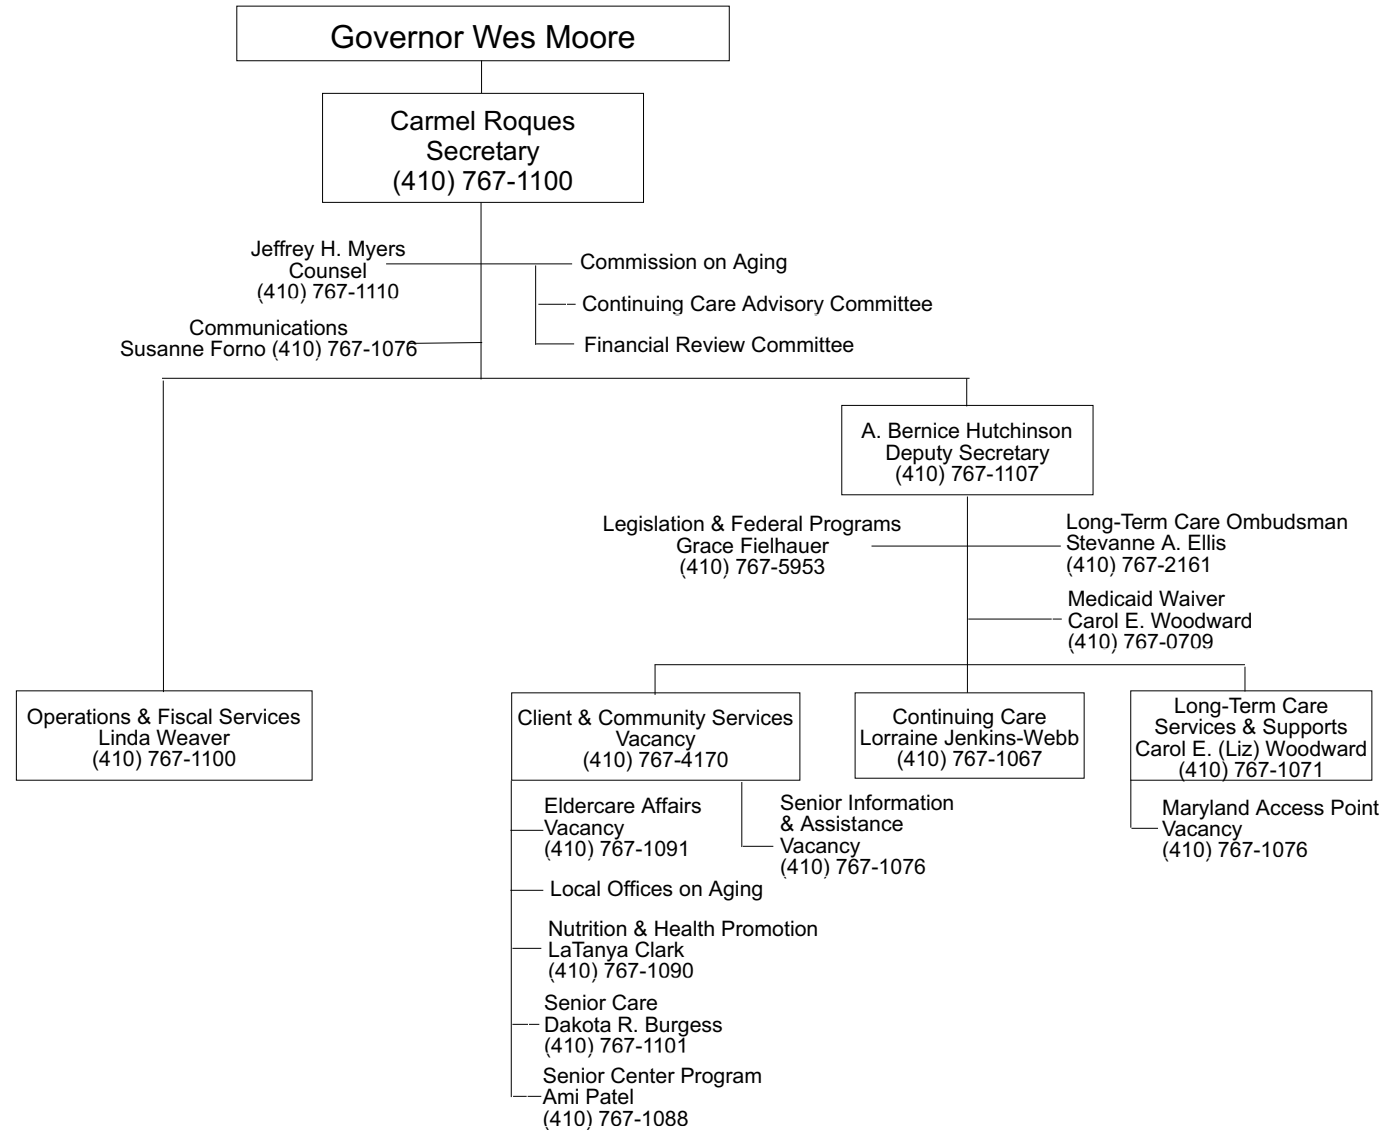 Governor Wes Moore
Carmel Roques
Secretary
(410) 767-1100
Jeffrey H. Myers
Counsel
(410) 767-1110
Commission on Aging
Continuing Care Advisory Committee
Financial Review Committee
Communications
Susanne Forno (410) 767-1076
A. Bernice Hutchinson
Deputy Secretary
(410) 767-1107
Legislation & Federal Programs
Grace Fielhauer
(410) 767-5953
Long-Term Care Ombudsman
Stevanne A. Ellis
(410) 767-2161
Medicaid Waiver
Carol E. Woodward
(410) 767-0709
Operations & Fiscal Services
Linda Weaver
(410) 767-1100
Client & Community Services
Vacancy
(410) 767-4170
Continuing Care
Lorraine Jenkins-Webb
(410) 767-1067
Long-Term Care
Services & Supports
Carol E. (Liz) Woodward
(410) 767-1071
Eldercare Affairs
Vacancy
(410) 767-1091
Senior Information
& Assistance
Vacancy
(410) 767-1076
Maryland Access Point
Vacancy
(410) 767-1076
Local Offices on Aging
Nutrition & Health Promotion
LaTanya Clark
(410) 767-1090
Senior Care
Dakota R. Burgess
(410) 767-1101
Senior Center Program
Ami Patel
(410) 767-1088